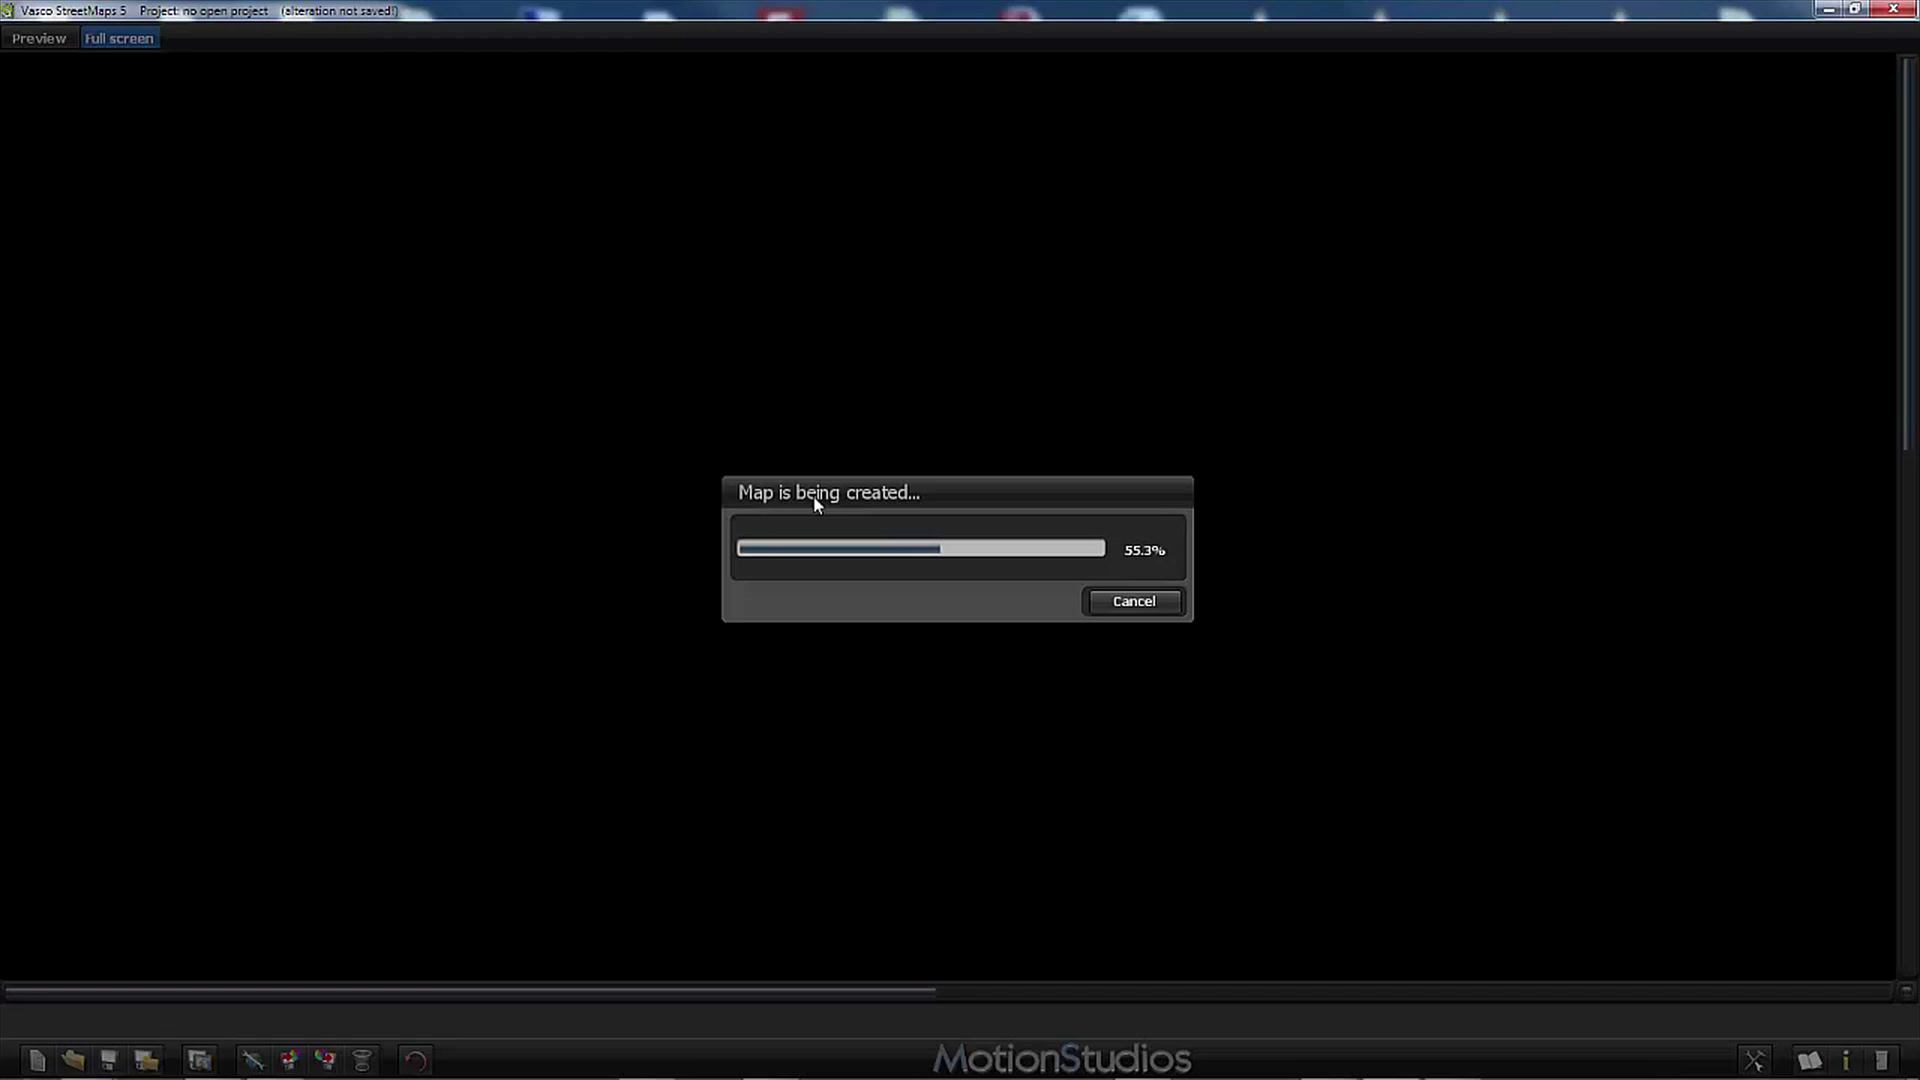 Vasco StreetMaps 5 Project: no open project (alteration not saved!)
Preview Full screen
Map is being created...
55.3%
Cancel
MotionStudios